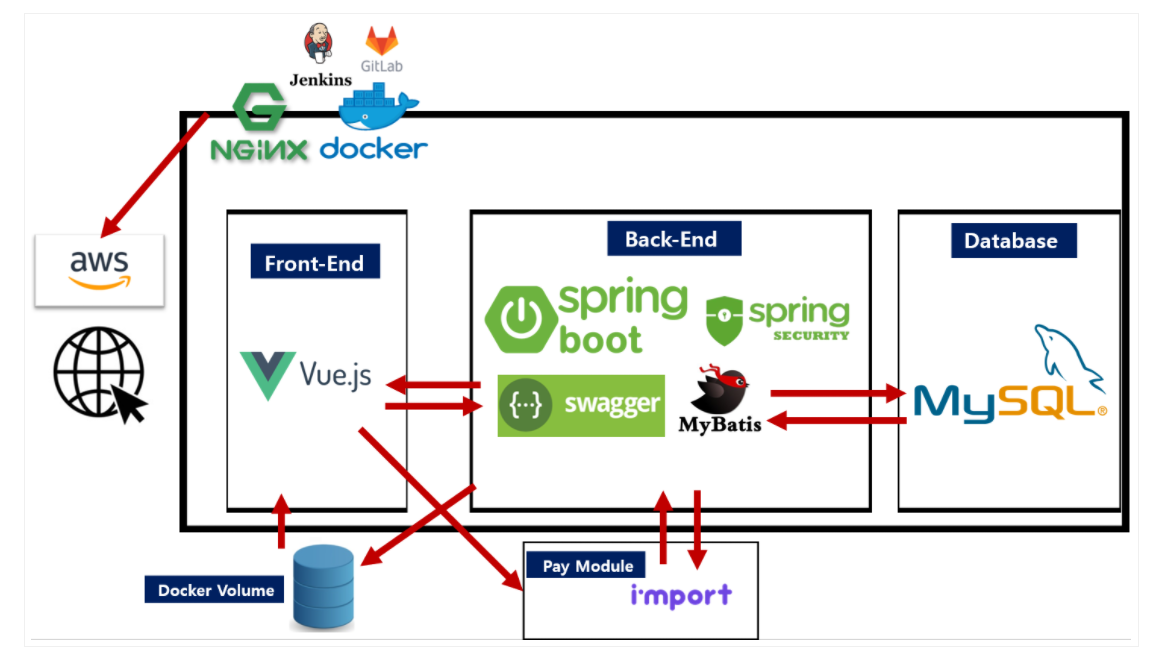 Jenkins
GitLab
NGINX
docker
aws
Front-End
Vue.js
Back-End
spring
boot
spring
SECURITY
{···}
swagger
MyBatis
Database
MySQL®
Docker Volume
Pay Module
i'mport